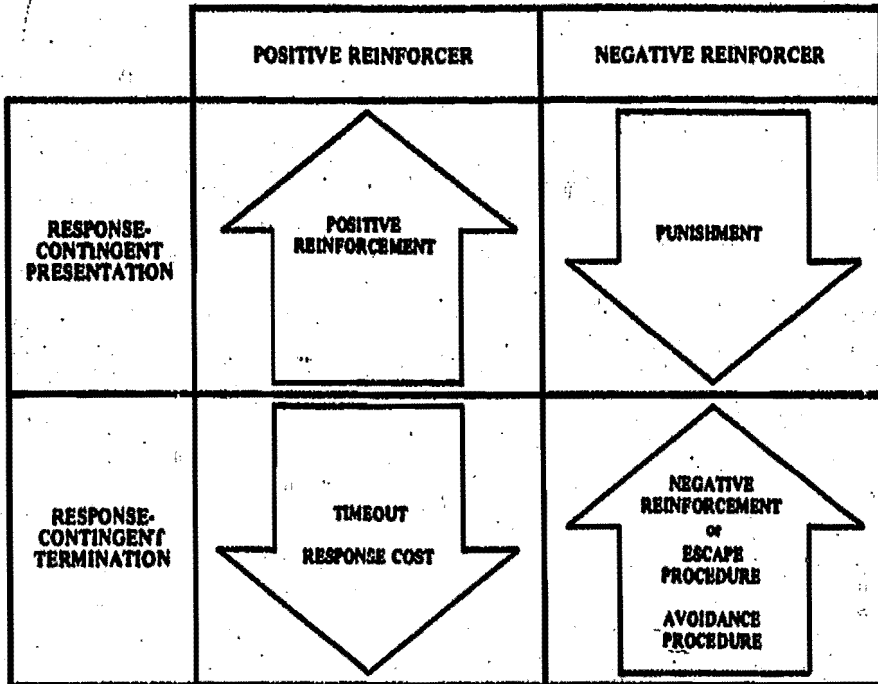 POSITIVE REINFORCER
NEGATIVE REINFORCER
RESPONSE-
CONTINGENT
PRESENTATION
POSITIVE
REINFORCEMENT
PUNISHMENT
RESPONSE-
CONTINGENT
TERMINATION
TIMEOUT
RESPONSE COST
NEGATIVE
REINFORCEMENT
or
ESCAPE
PROCEDURE
AVOIDANCE
PROCEDURE